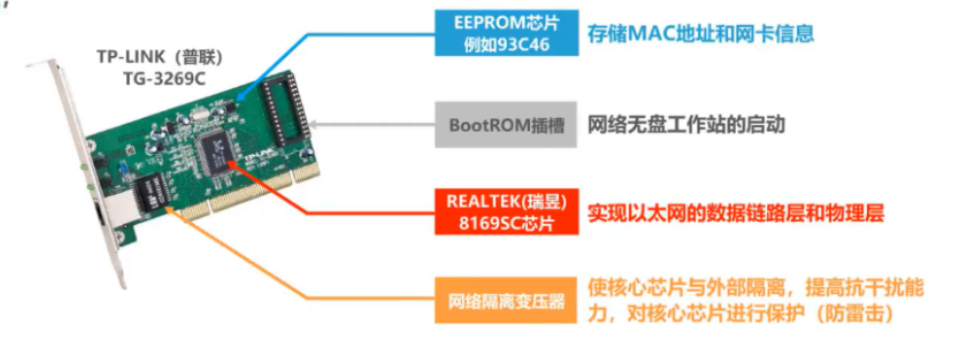 EEPROM芯片
例如93C46
存储MAC地址和网卡信息
TP-LINK（普联）
TG-3269C
BootROM插槽
网络无盘工作站的启动
TP-LINK
REALTEK(瑞昱)
8169SC芯片
实现以太网的数据链路层和物理层
网络隔离变压器
使核心芯片与外部隔离，提高抗干扰能
力，对核心芯片进行保护（防雷击）